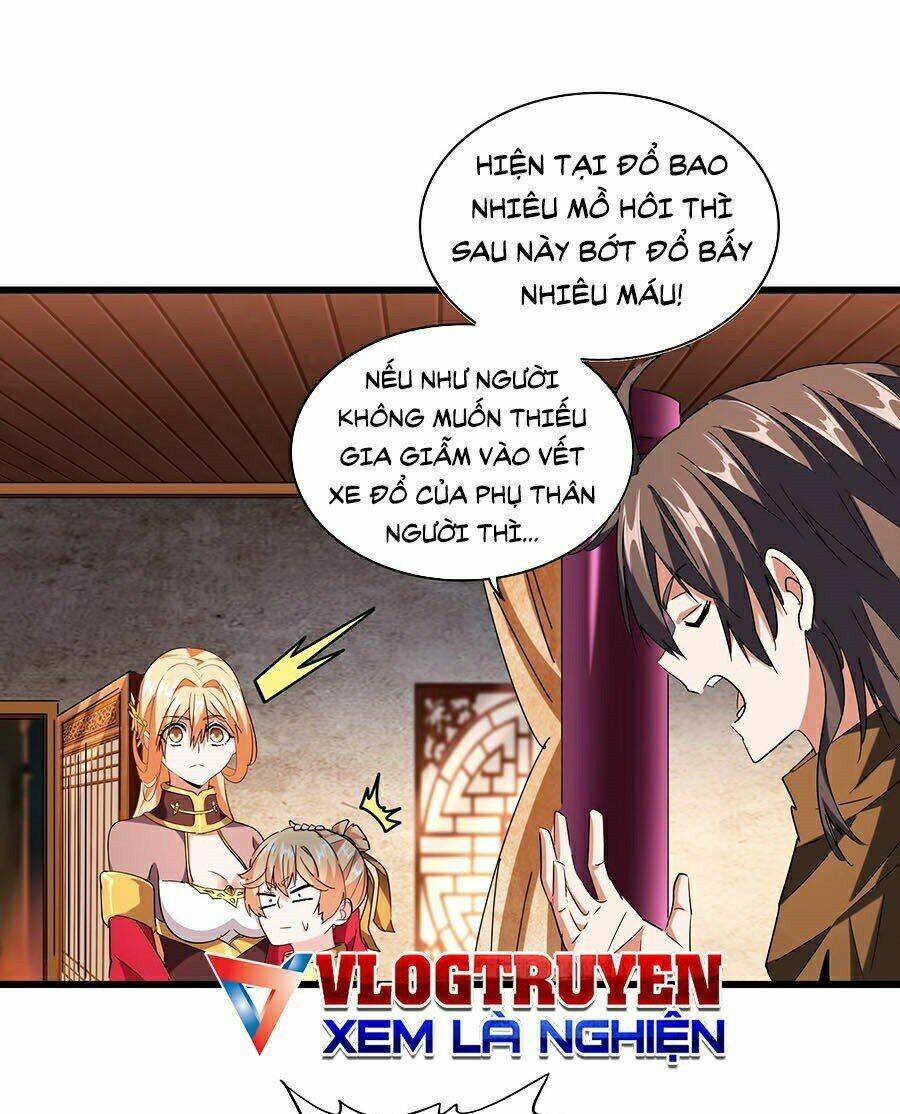 HIỆN TẠI ĐỔ BAO
NHIÊU MỒ HÔI THÌ
SAU NÀY BỚT ĐỔ BẤY
NHIÊU MÁU!
NẾU NHƯ NGƯƠI
KHÔNG MUỐN THIẾU
GIA GIẪM VÀO VẾT
XE ĐỔ CỦA PHỤ THÂN
NGƯƠI THÌ...
VLOGTRUYEN
XEM LÀ NGHIỆN